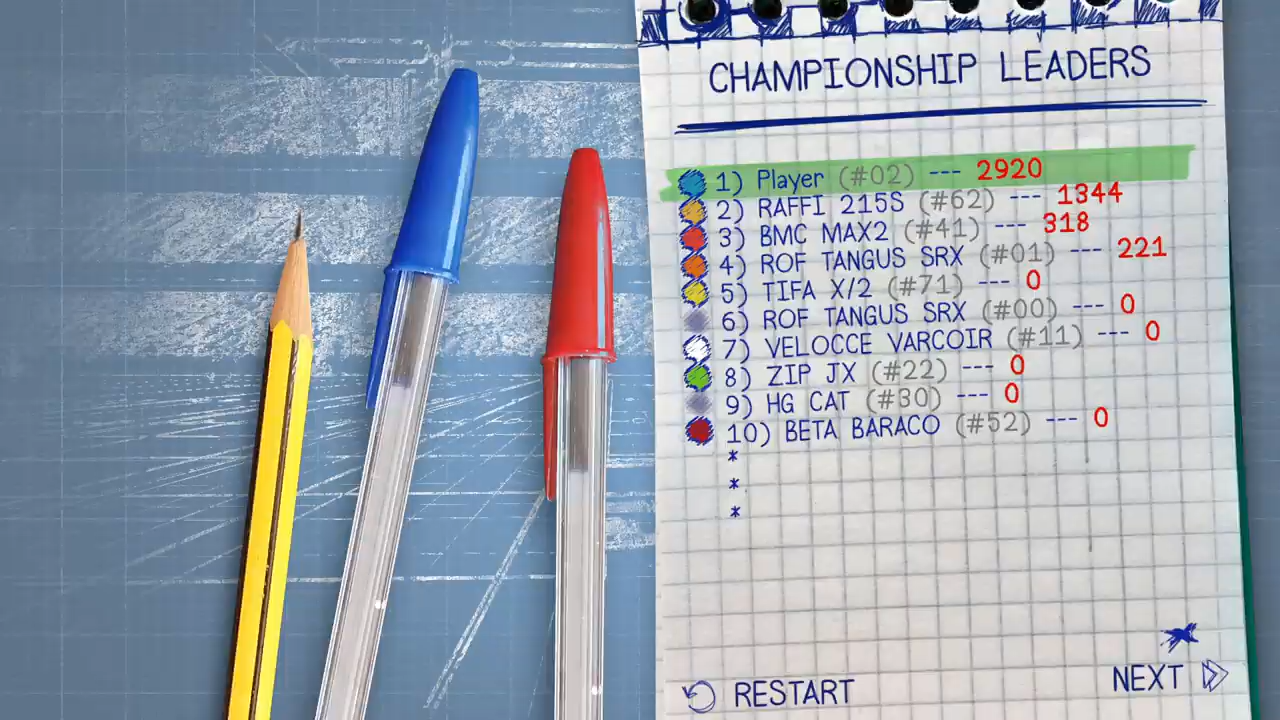 CHAMPIONSHIP LEADERS
1) Player (#02) --- 2920
2) RAFFI 215S (#62) --- 1344
3) BMC MAX2 (#41) --- 318
4) ROF TANGUS SRX (#01) --- 221
5) TIFA X/2 (#71) --- 0
6) ROF TANGUS SRX (#00) --- 0
7) VELOCCE VARCOIR (#11) --- 0
8) ZIP JX (#22) --- 0
9) HG CAT (#30) --- 0
10) BETA BARACO (#52) --- 0
*
*
*
RESTART
NEXT